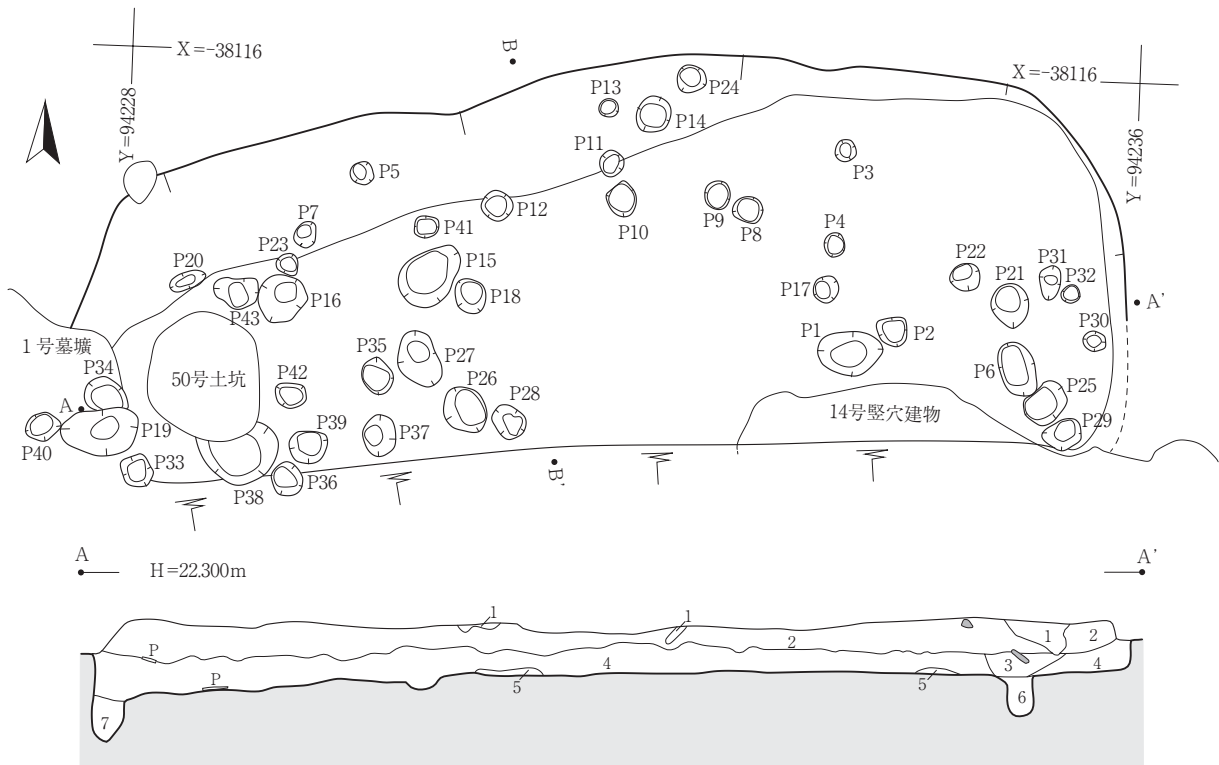 X=-38116
B
X=-38116
Y=94228
Y=94236
P24
P13
P14
P11
P3
P5
P12
P10
P9
P8
P7
P41
P4
P23
P20
P15
P22
P31
P32
P21
P16
P18
P17
P43
A'
P30
1号墓壙
P1
P2
P34
P35
P27
50号土坑
P42
P26
P6
P25
A
P28
14号竪穴建物
P19
P39
P37
P29
P40
P33
P38
P36
B'
A
H=22.300m
A'
1
1
2
1
2
P
4
3
4
P
5
5
6
7